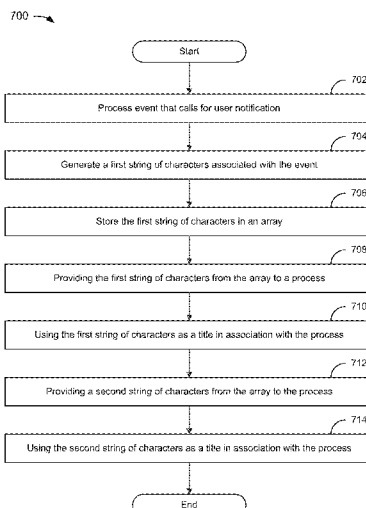 700
Start
702
Process event that calls for user notification
704
Generate a first string of characters associated with the event
706
Store the first string of characters in an array
708
Providing the first string of characters from the array to a process
710
Using the first string of characters as a title in association with the process
712
Providing a second string of characters from the array to the process
714
Using the second string of characters as a title in association with the process
End